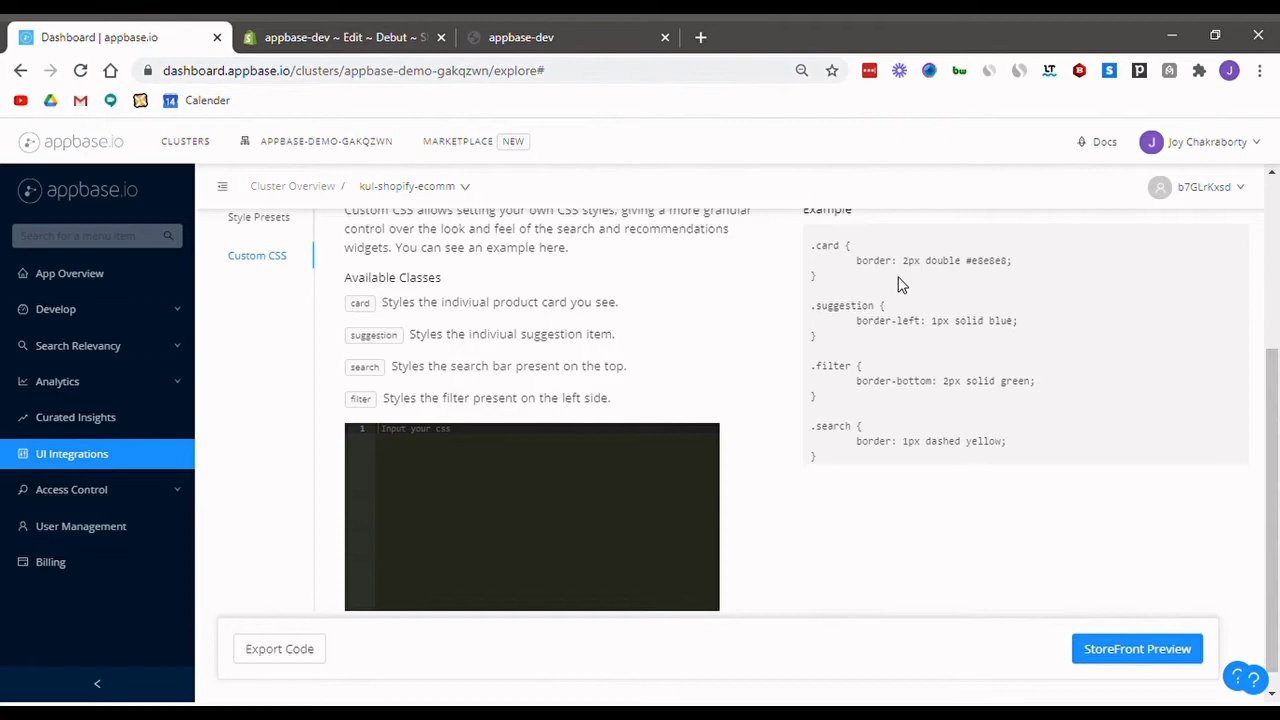 Dashboard | appbase.io
appbase-dev ~ Edit ~ Debut ~ S
appbase-dev
dashboard.appbase.io/clusters/appbase-demo-gakqzwn/explore#
Calender
appbase.io
CLUSTERS
APPBASE-DEMO-GAKQZWN
MARKETPLACE NEW
Docs
J Joy Chakraborty
appbase.io
Search for a menu item
App Overview
Develop
Search Relevancy
Analytics
Curated Insights
UI Integrations
Access Control
User Management
Billing
Cluster Overview / kul-shopify-ecomm
b7GLrKxsd
Style Presets
Custom CSS
Custom CSS allows setting your own CSS styles, giving a more granular
control over the look and feel of the search and recommendations
widgets. You can see an example here.
Available Classes
card Styles the indiviual product card you see.
suggestion Styles the indiviual suggestion item.
search Styles the search bar present on the top.
filter Styles the filter present on the left side.
1 Input your css
Example
.card {
border: 2px double #e8e8e8;
}
.suggestion {
border-left: 1px solid blue;
}
.filter {
border-bottom: 2px solid green;
}
.search {
border: 1px dashed yellow;
}
Export Code
StoreFront Preview